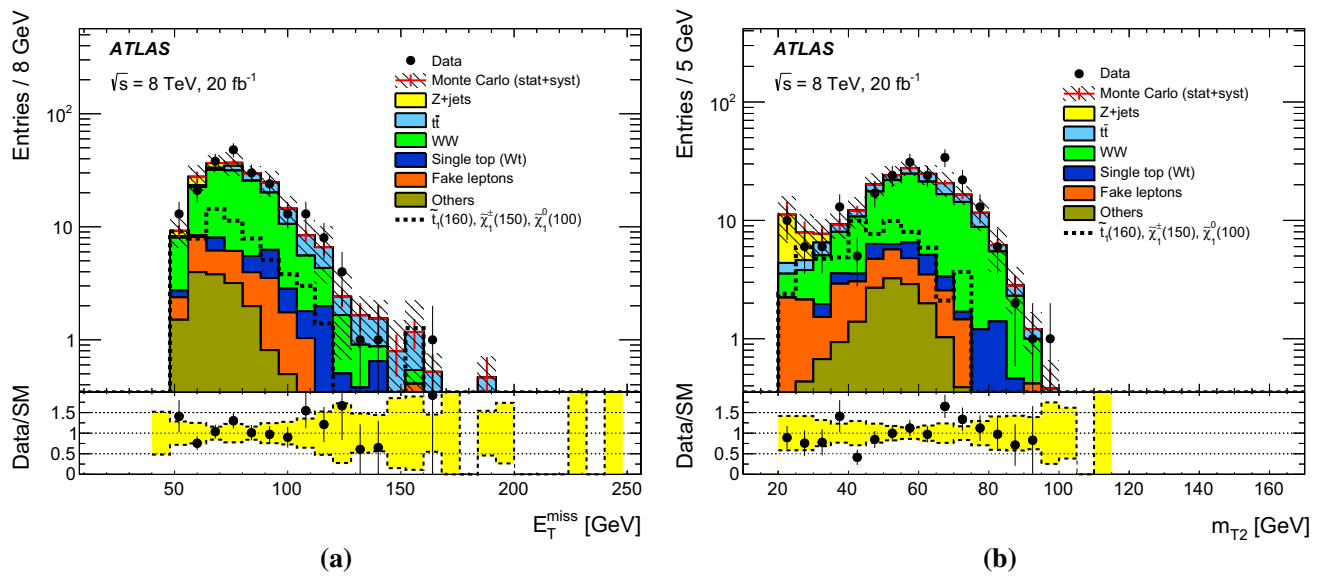 Entries / 8 GeV
ATLAS
√s = 8 TeV, 20 fb⁻¹
Data
Monte Carlo (stat+syst)
Z+jets
tt̄
WW
Single top (Wt)
Fake leptons
Others
t̃₁(160), χ̃₁±(150), χ̃₁⁰(100)
10²
10
1
Data/SM
1.5
1
0.5
0
50 100 150 200 250
E_T^miss [GeV]
(a)
Entries / 5 GeV
ATLAS
√s = 8 TeV, 20 fb⁻¹
Data
Monte Carlo (stat+syst)
Z+jets
tt̄
WW
Single top (Wt)
Fake leptons
Others
t̃₁(160), χ̃₁±(150), χ̃₁⁰(100)
10²
10
1
Data/SM
1.5
1
0.5
0
20 40 60 80 100 120 140 160
m_T2 [GeV]
(b)